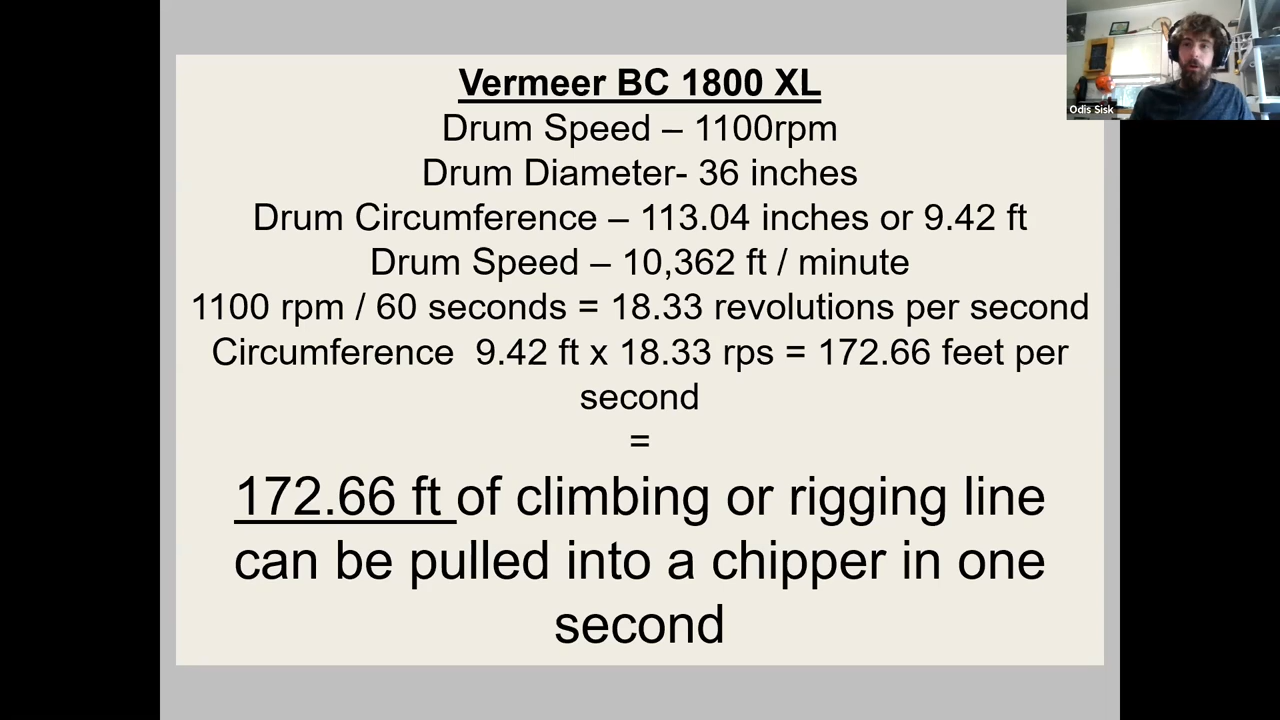 Vermeer BC 1800 XL
Drum Speed – 1100rpm
Drum Diameter- 36 inches
Drum Circumference – 113.04 inches or 9.42 ft
Drum Speed – 10,362 ft / minute
1100 rpm / 60 seconds = 18.33 revolutions per second
Circumference  9.42 ft x 18.33 rps = 172.66 feet per
second
=
172.66 ft of climbing or rigging line
can be pulled into a chipper in one
second
Odis Sisk